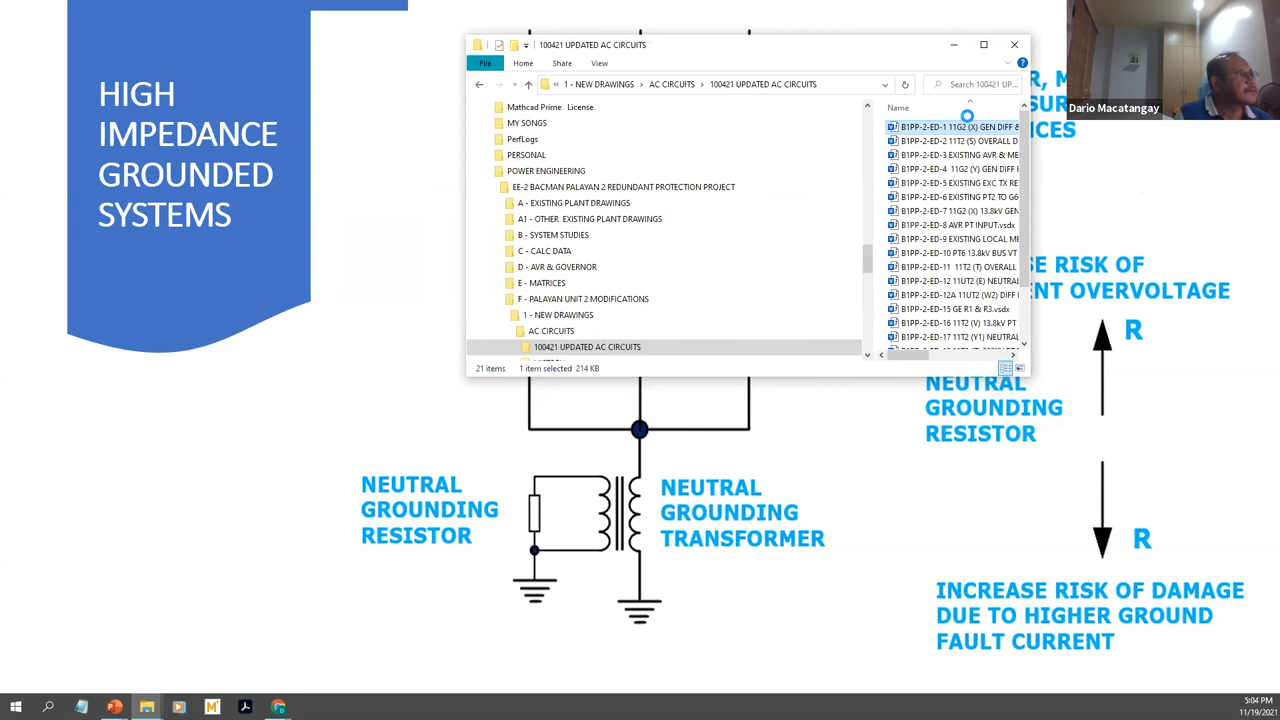 HIGH
IMPEDANCE
GROUNDED
SYSTEMS
100421 UPDATED AC CIRCUITS
File Home Share View
« 1 - NEW DRAWINGS > AC CIRCUITS > 100421 UPDATED AC CIRCUITS
Search 100421 UP...
Mathcad Prime License
MY SONGS
PerfLogs
PERSONAL
POWER ENGINEERING
EE-2 BACMAN PALAYAN 2 REDUNDANT PROTECTION PROJECT
A - EXISTING PLANT DRAWINGS
A1 - OTHER EXISTING PLANT DRAWINGS
B - SYSTEM STUDIES
C - CALC DATA
D - AVR & GOVERNOR
E - MATRICES
F - PALAYAN UNIT 2 MODIFICATIONS
1 - NEW DRAWINGS
AC CIRCUITS
100421 UPDATED AC CIRCUITS
Name
B1PP-2-ED-1 11G2 (X) GEN DIFF &
B1PP-2-ED-2 11T2 (S) OVERALL D
B1PP-2-ED-3 EXISTING AVR & ME
B1PP-2-ED-4 11G2 (Y) GEN DIFF
B1PP-2-ED-5 EXISTING EXC TX RE
B1PP-2-ED-6 EXISTING PT2 TO G6
B1PP-2-ED-7 11G2 (X) 13.8kV GEN
B1PP-2-ED-8 AVR PT INPUT.vsdx
B1PP-2-ED-9 EXISTING LOCAL ME
B1PP-2-ED-10 PT6 13.8kV BUS VT
B1PP-2-ED-11 11T2 (T) OVERALL
B1PP-2-ED-12 11UT2 (E) NEUTRAL
B1PP-2-ED-12A 11UT2 (W2) DIFF
B1PP-2-ED-15 GE R1 & R3.vsdx
B1PP-2-ED-16 11T2 (V) 13.8kV PT
B1PP-2-ED-17 11T2 (Y1) NEUTRAL
21 items 1 item selected 214 KB
Dario Macatangay
R, M
SUR
NCES
SE RISK OF
ENT OVERVOLTAGE
R
NEUTRAL
GROUNDING
RESISTOR
NEUTRAL
GROUNDING
RESISTOR
NEUTRAL
GROUNDING
TRANSFORMER
R
INCREASE RISK OF DAMAGE
DUE TO HIGHER GROUND
FAULT CURRENT
5:04 PM
11/19/2021